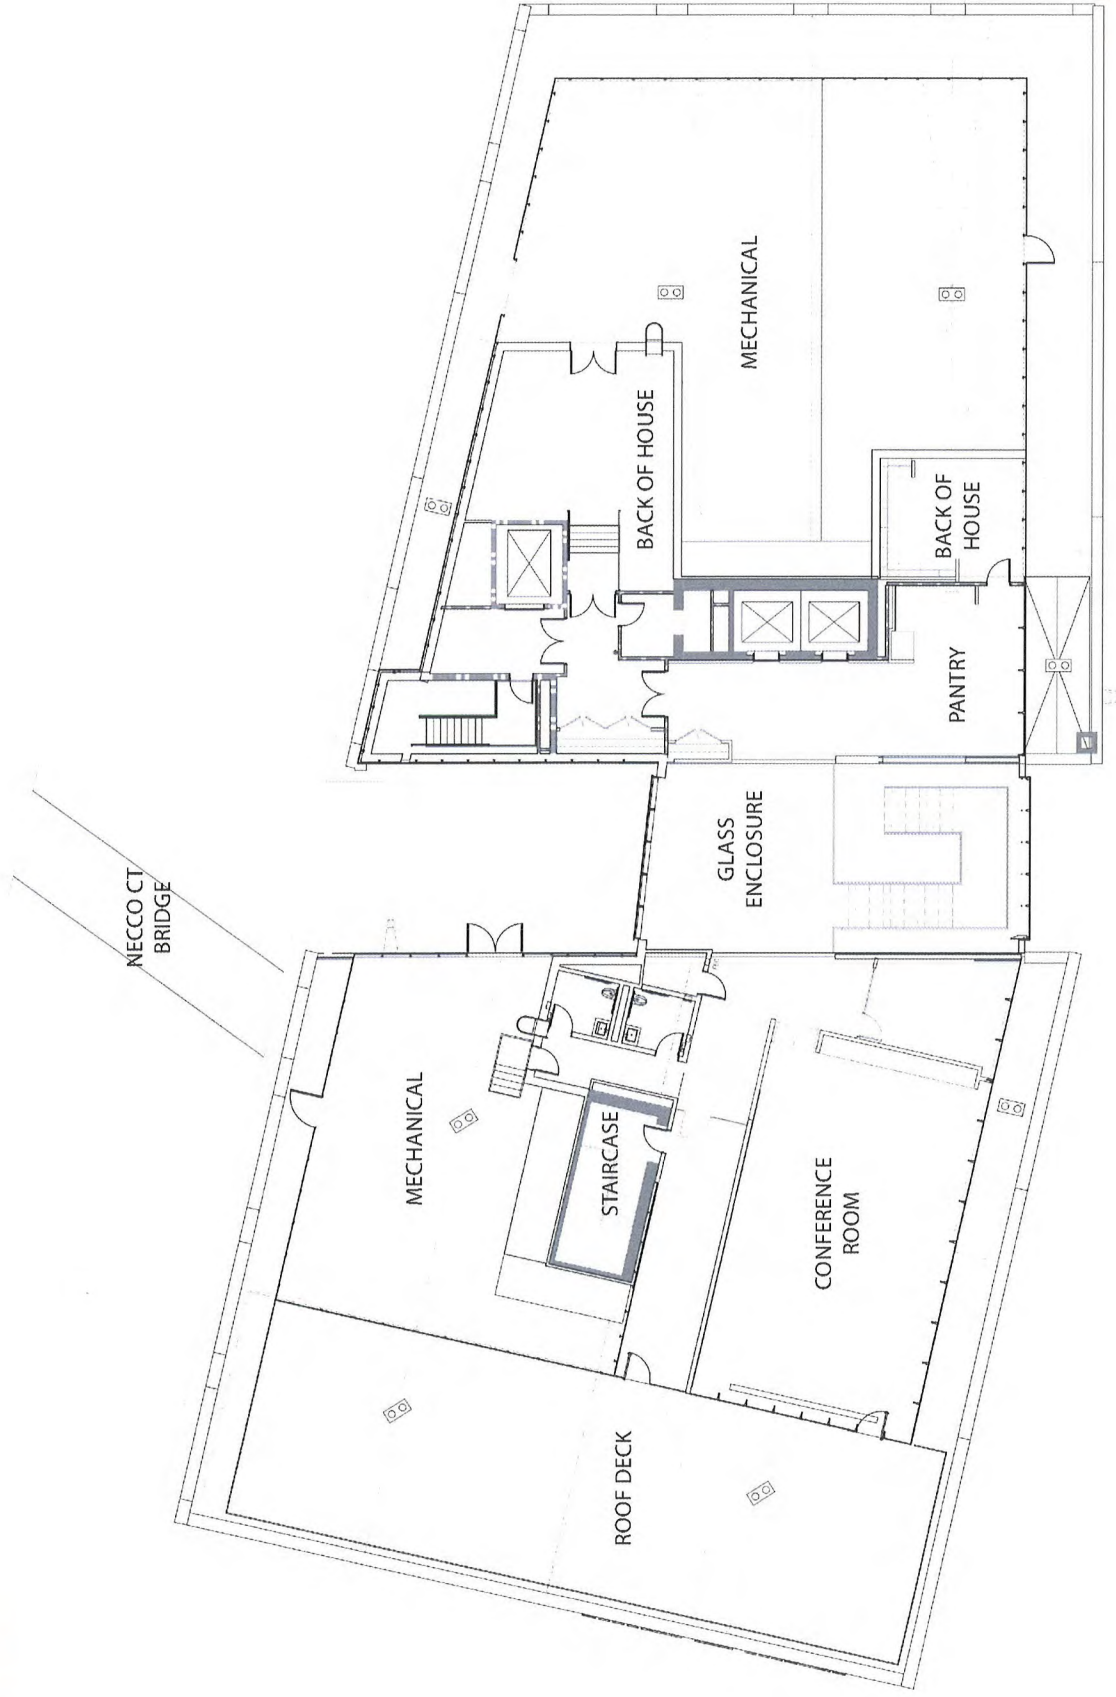 NECCO CT
BRIDGE
MECHANICAL
STAIRCASE
ROOF DECK
CONFERENCE
ROOM
GLASS
ENCLOSURE
PANTRY
BACK OF HOUSE
BACK OF
HOUSE
MECHANICAL